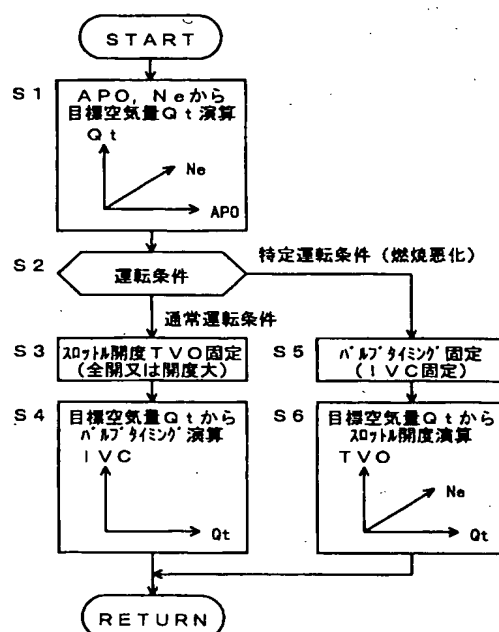 START
S1
APO, Neから
目標空気量Qt演算
Qt
Ne
APO
S2
運転条件
特定運転条件(燃焼悪化)
通常運転条件
S3
スロットル開度TVO固定
(全開又は開度大)
S5
バルブタイミング固定
(IVC固定)
S4
目標空気量Qtから
バルブタイミング演算
IVC
Qt
S6
目標空気量Qtから
スロットル開度演算
TVO
Ne
Qt
RETURN